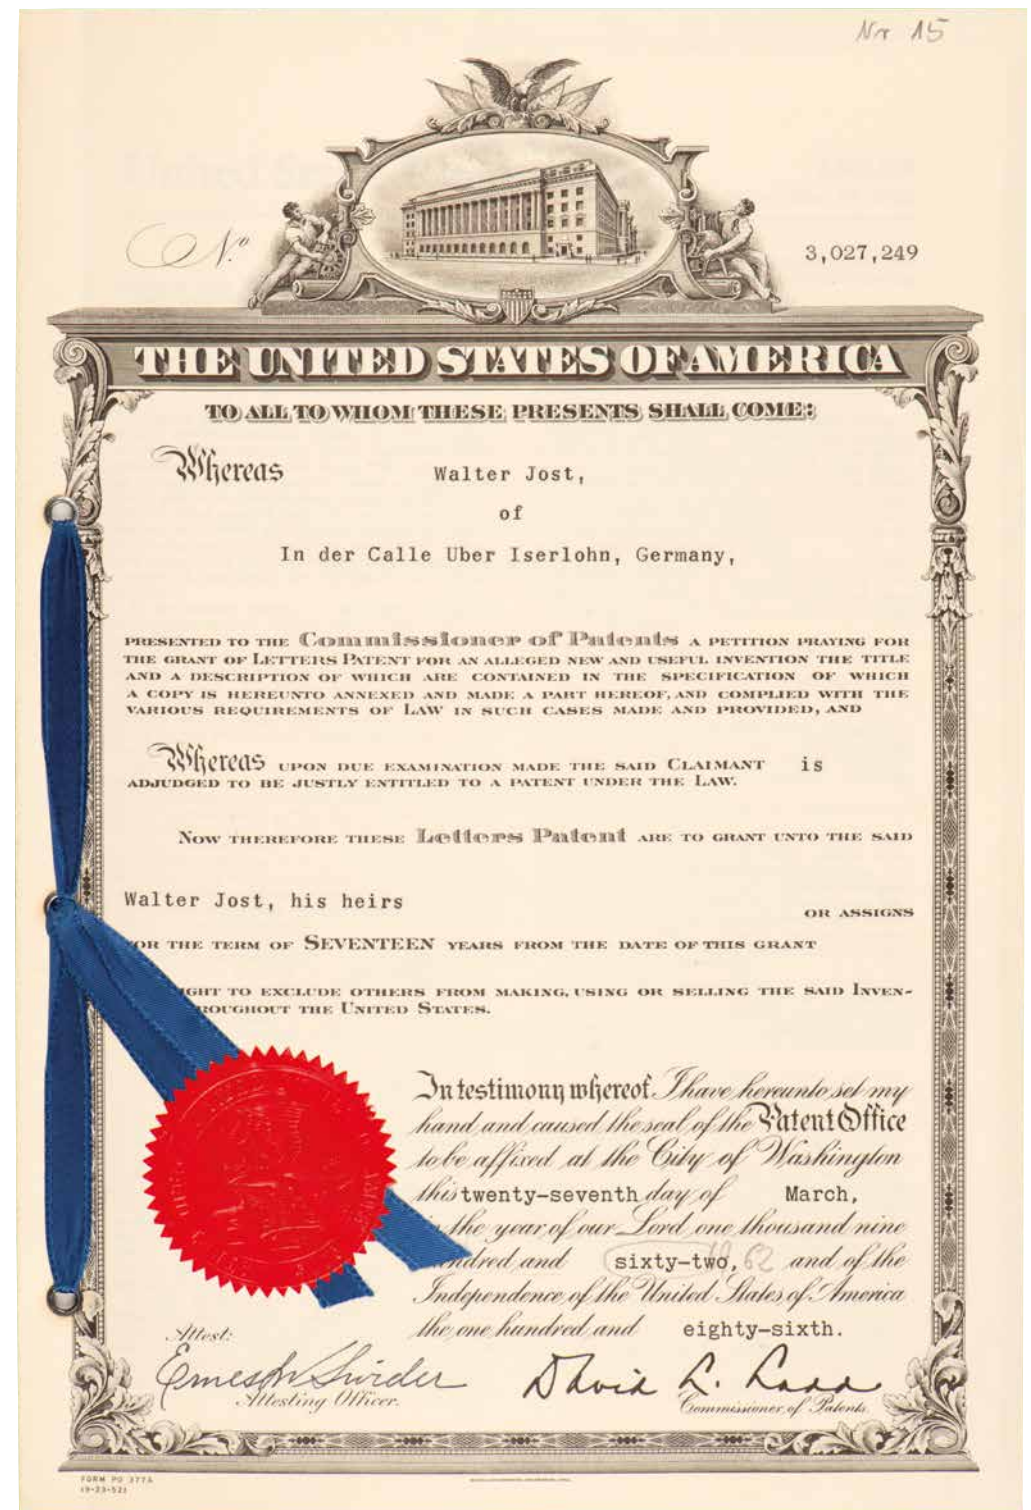 Nr 15
No. 3,027,249
THE UNITED STATES OF AMERICA
TO ALL TO WHOM THESE PRESENTS SHALL COME:
Whereas Walter Jost,
of
In der Calle Uber Iserlohn, Germany,
PRESENTED TO THE Commissioner of Patents A PETITION PRAYING FOR
THE GRANT OF LETTERS PATENT FOR AN ALLEGED NEW AND USEFUL INVENTION THE TITLE
AND A DESCRIPTION OF WHICH ARE CONTAINED IN THE SPECIFICATION OF WHICH
A COPY IS HEREUNTO ANNEXED AND MADE A PART HEREOF, AND COMPLIED WITH THE
VARIOUS REQUIREMENTS OF LAW IN SUCH CASES MADE AND PROVIDED, AND
Whereas UPON DUE EXAMINATION MADE THE SAID CLAIMANT is
ADJUDGED TO BE JUSTLY ENTITLED TO A PATENT UNDER THE LAW.
NOW THEREFORE THESE Letters Patent ARE TO GRANT UNTO THE SAID
Walter Jost, his heirs
OR ASSIGNS
OR THE TERM OF SEVENTEEN YEARS FROM THE DATE OF THIS GRANT
GHT TO EXCLUDE OTHERS FROM MAKING, USING OR SELLING THE SAID INVEN-
ROUGHOUT THE UNITED STATES.
In testimony whereof I have hereunto set my
hand and caused the seal of the Patent Office
to be affixed at the City of Washington
this twenty-seventh day of March,
the year of our Lord one thousand nine
ndred and sixty-two, 1962 and of the
Independence of the United States of America
the one hundred and eighty-sixth.
Attest:
David L. Ladd
Attesting Officer.
Commissioner of Patents.
FORM PO 377A
(9-23-52)